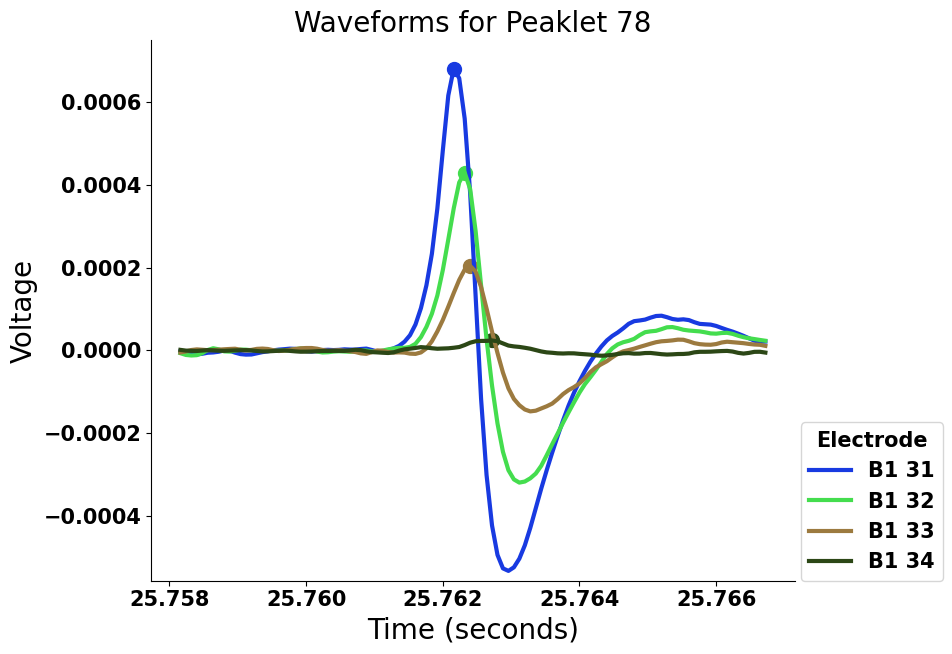 Waveforms for Peaklet 78
Voltage
0.0006
0.0004
0.0002
0.0000
−0.0002
−0.0004
25.758 25.760 25.762 25.764 25.766
Time (seconds)
Electrode
B1 31
B1 32
B1 33
B1 34